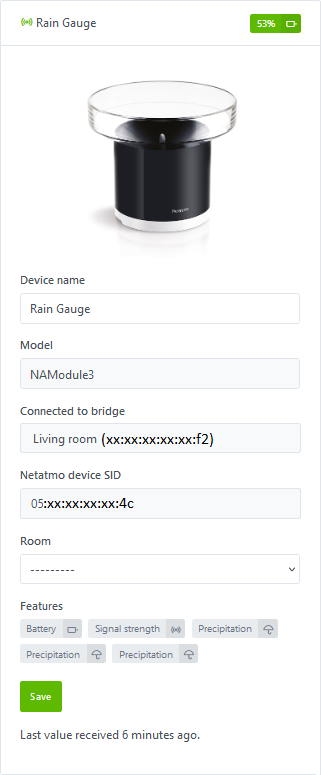 Rain Gauge
53%
NETATMO
Device name
Rain Gauge
Model
NAModule3
Connected to bridge
Living room (xx:xx:xx:xx:xx:f2)
Netatmo device SID
05:xx:xx:xx:xx:4c
Room
---------
Features
Battery Signal strength Precipitation
Precipitation Precipitation
Save
Last value received 6 minutes ago.